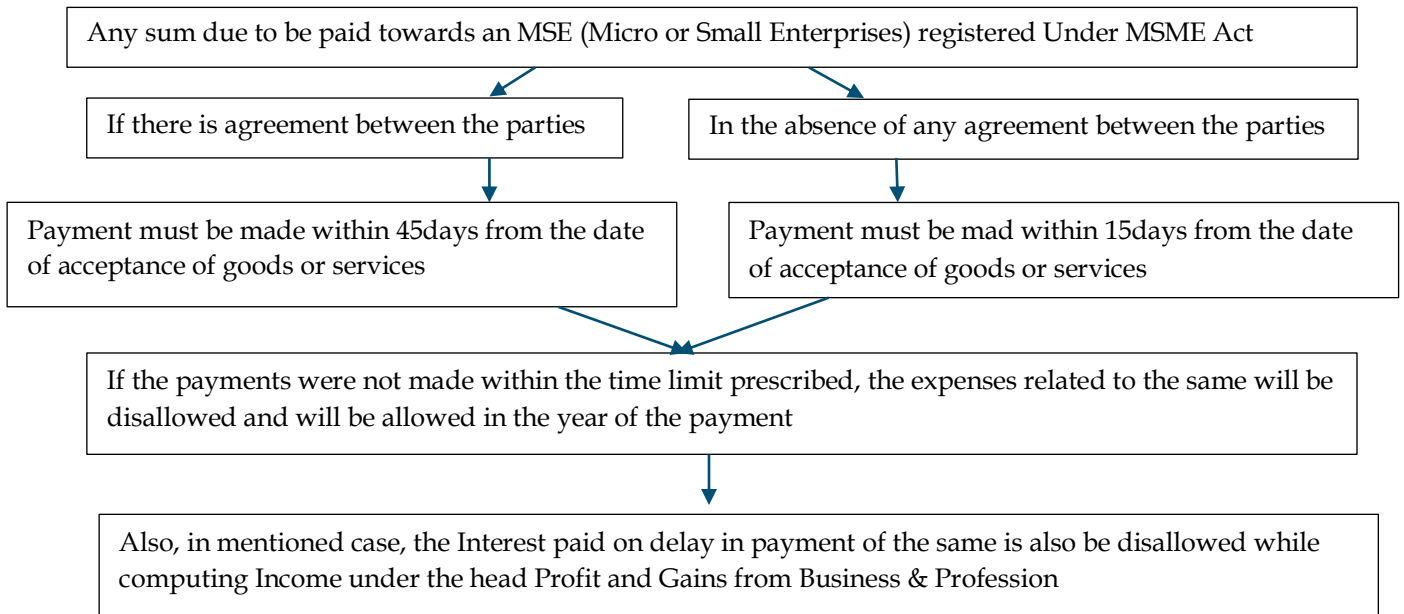 Any sum due to be paid towards an MSE (Micro or Small Enterprises) registered Under MSME Act
If there is agreement between the parties
In the absence of any agreement between the parties
Payment must be made within 45days from the date
of acceptance of goods or services
Payment must be mad within 15days from the date
of acceptance of goods or services
If the payments were not made within the time limit prescribed, the expenses related to the same will be
disallowed and will be allowed in the year of the payment
Also, in mentioned case, the Interest paid on delay in payment of the same is also be disallowed while
computing Income under the head Profit and Gains from Business & Profession